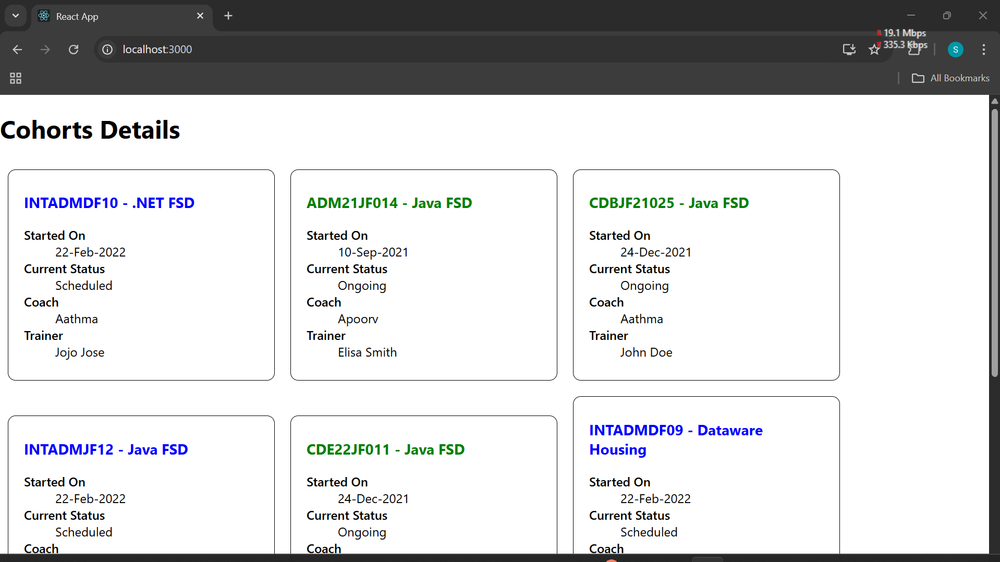 React App
19.1 Mbps
335.3 Kbps
localhost:3000
S
All Bookmarks
Cohorts Details
INTADMDF10 - .NET FSD
Started On
22-Feb-2022
Current Status
Scheduled
Coach
Aathma
Trainer
Jojo Jose
ADM21JF014 - Java FSD
Started On
10-Sep-2021
Current Status
Ongoing
Coach
Apoorv
Trainer
Elisa Smith
CDBJF21025 - Java FSD
Started On
24-Dec-2021
Current Status
Ongoing
Coach
Aathma
Trainer
John Doe
INTADMJF12 - Java FSD
Started On
22-Feb-2022
Current Status
Scheduled
Coach
CDE22JF011 - Java FSD
Started On
24-Dec-2021
Current Status
Ongoing
Coach
INTADMDF09 - Dataware
Housing
Started On
22-Feb-2022
Current Status
Scheduled
Coach